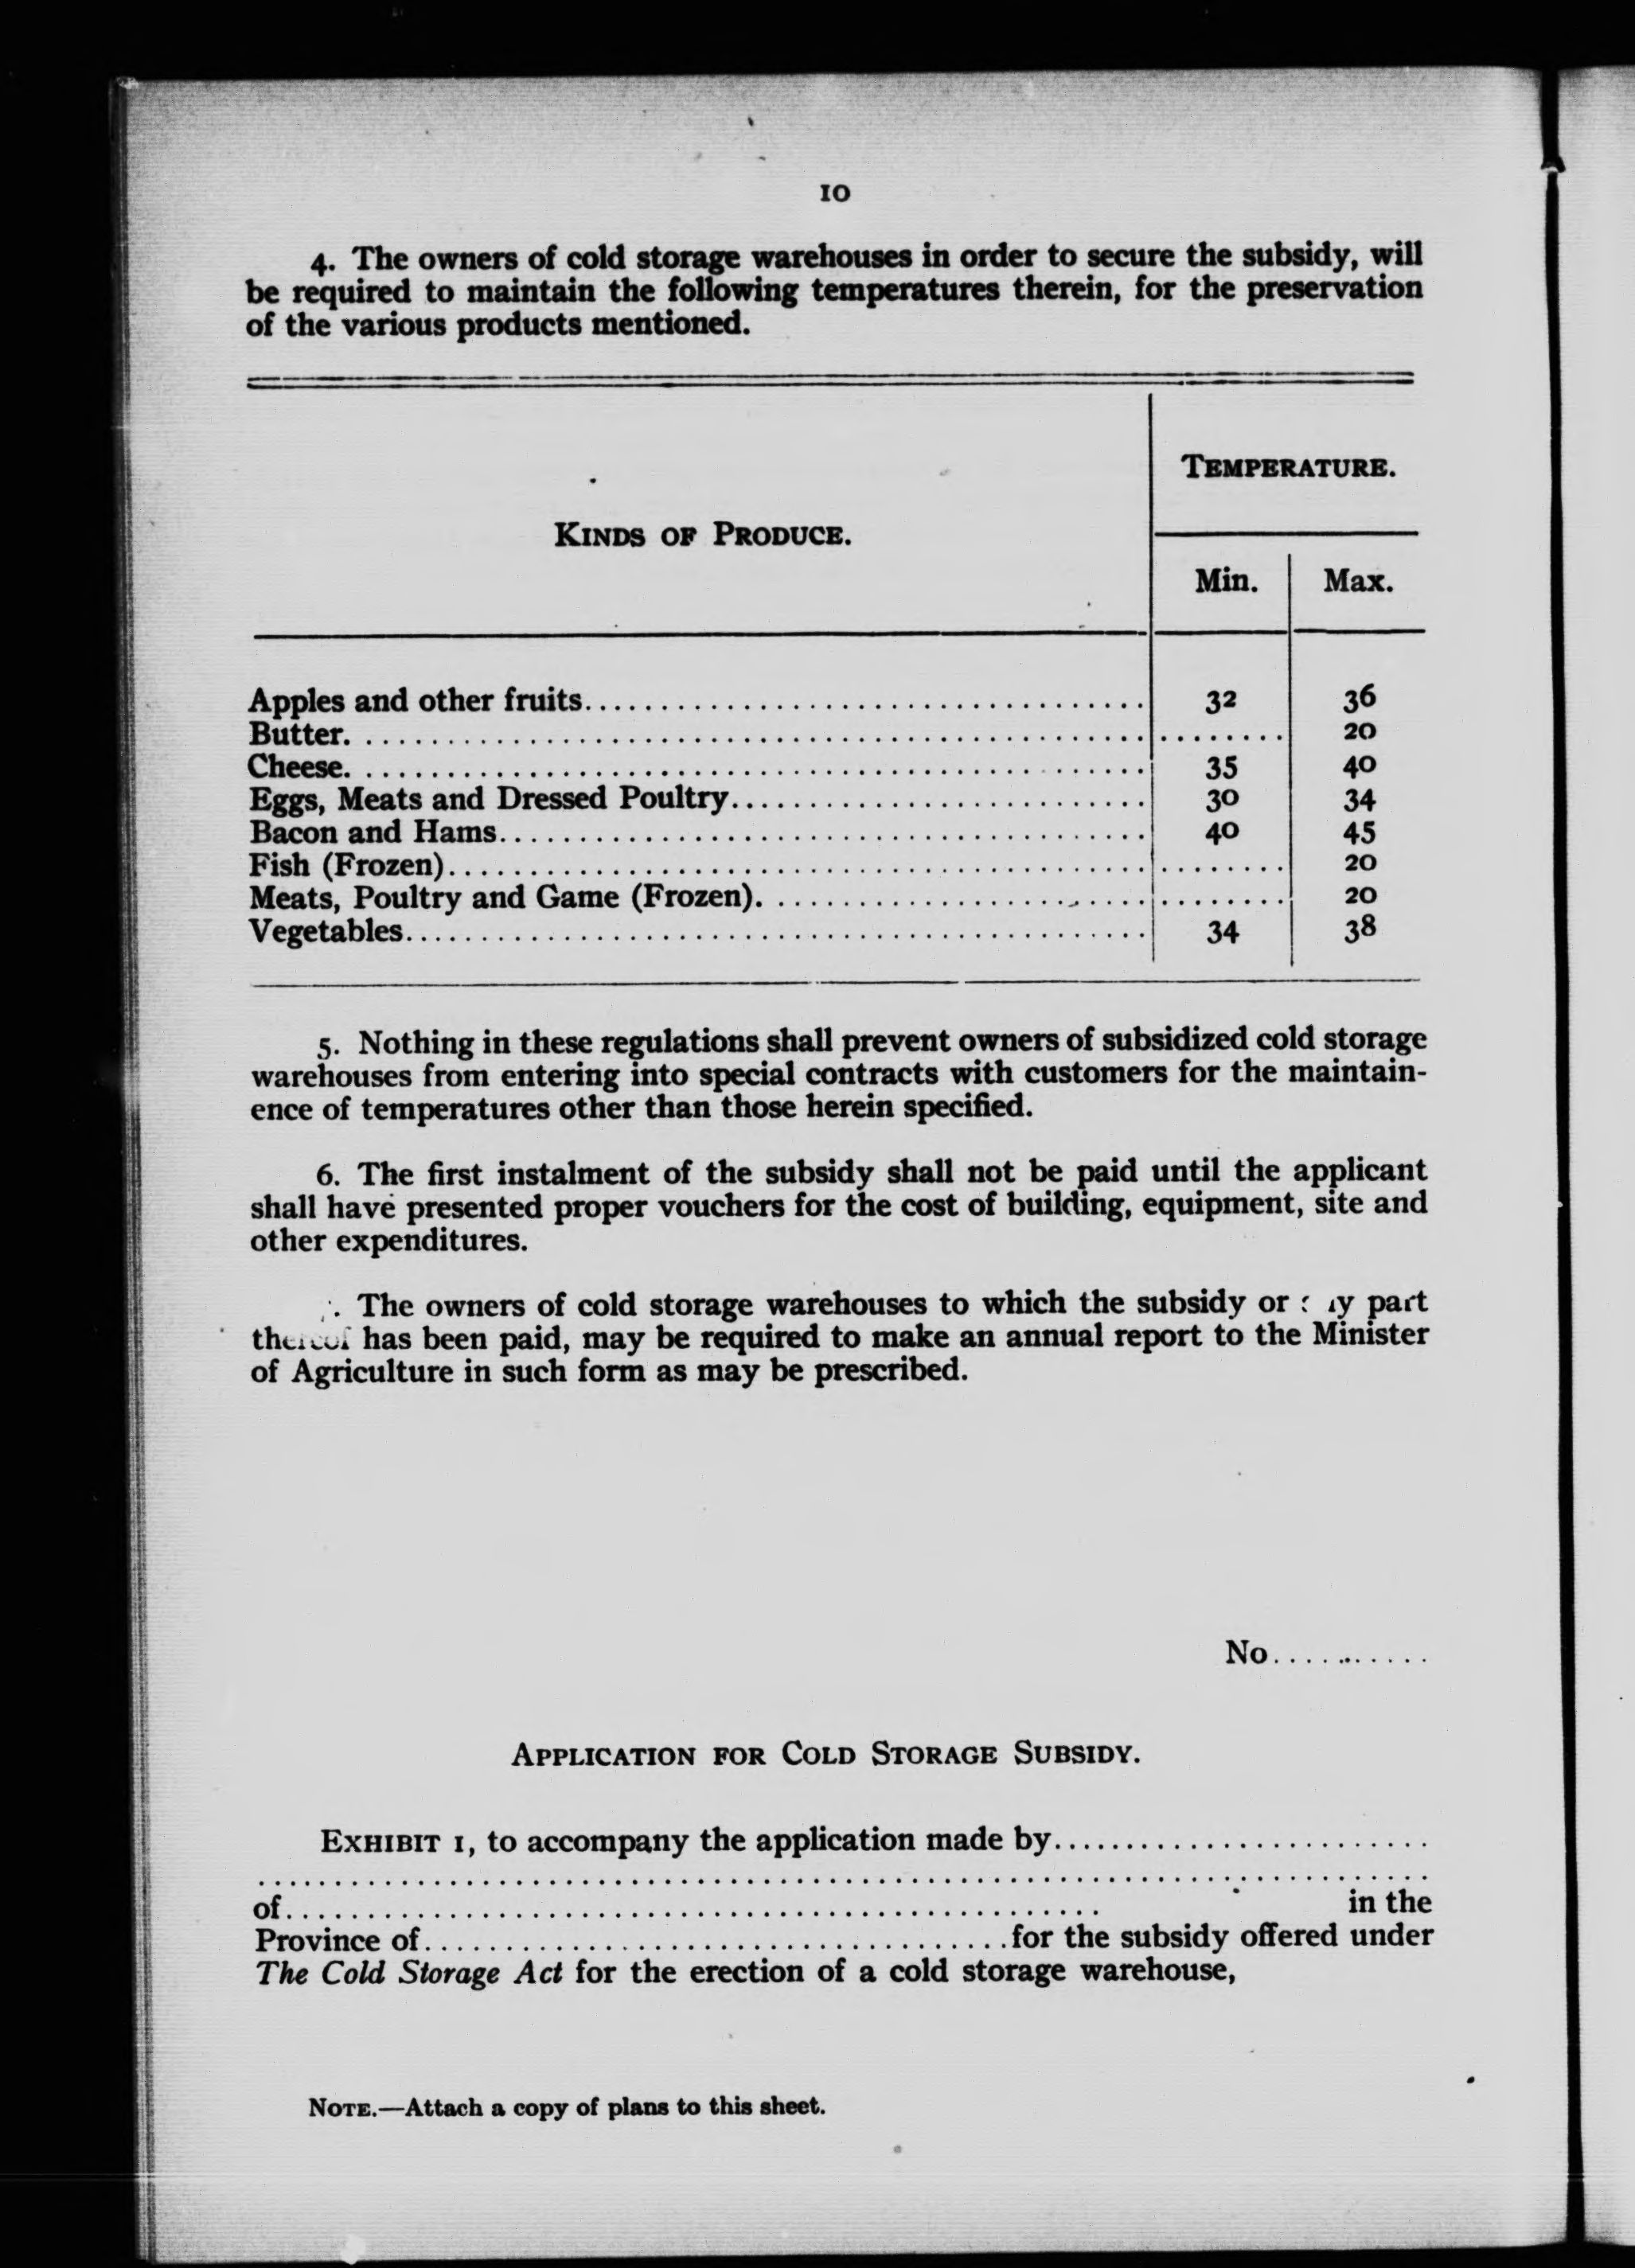 10
4. The owners of cold storage warehouses in order to secure the subsidy, will
be required to maintain the following temperatures therein, for the preservation
of the various products mentioned.
KINDS OF PRODUCE.
TEMPERATURE.
Min. Max.
Apples and other fruits........................................ 32 36
Butter........................................................ ........ 20
Cheese........................................................ 35 40
Eggs, Meats and Dressed Poultry............................ 30 34
Bacon and Hams............................................ 40 45
Fish (Frozen)................................................ ........ 20
Meats, Poultry and Game (Frozen).......................... ........ 20
Vegetables.................................................. 34 38
5. Nothing in these regulations shall prevent owners of subsidized cold storage
warehouses from entering into special contracts with customers for the maintain-
ence of temperatures other than those herein specified.
6. The first instalment of the subsidy shall not be paid until the applicant
shall have presented proper vouchers for the cost of building, equipment, site and
other expenditures.
. The owners of cold storage warehouses to which the subsidy or part
thereof has been paid, may be required to make an annual report to the Minister
of Agriculture in such form as may be prescribed.
No...........
APPLICATION FOR COLD STORAGE SUBSIDY.
EXHIBIT 1, to accompany the application made by.........................
..............................................................................
of...................................................... in the
Province of.......................................for the subsidy offered under
The Cold Storage Act for the erection of a cold storage warehouse,
NOTE.—Attach a copy of plans to this sheet.